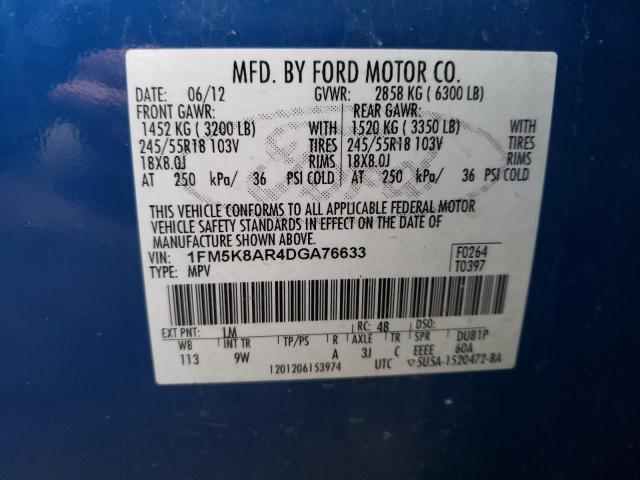 MFD. BY FORD MOTOR CO.
DATE: 06/12 GVWR: 2858 KG ( 6300 LB)
FRONT GAWR: REAR GAWR:
1452 KG ( 3200 LB) WITH 1520 KG ( 3350 LB) WITH
245/55R18 103V TIRES 245/55R18 103V TIRES
18X8.0J RIMS 18X8.0J RIMS
AT 250 kPa/ 36 PSI COLD AT 250 kPa/ 36 PSI COLD
Ford
THIS VEHICLE CONFORMS TO ALL APPLICABLE FEDERAL MOTOR
VEHICLE SAFETY STANDARDS IN EFFECT ON THE DATE OF
MANUFACTURE SHOWN ABOVE.
VIN: 1FM5K8AR4DGA76633 F0264
TYPE: MPV T0397
EXT PNT: LM RC: 48 DSO:
WB INT TR TP/PS R AXLE TR SPR DUB1P
113 9W A 3J C EEEE 60A
1201206153974 UTC ▽5U5A-1520472-BA